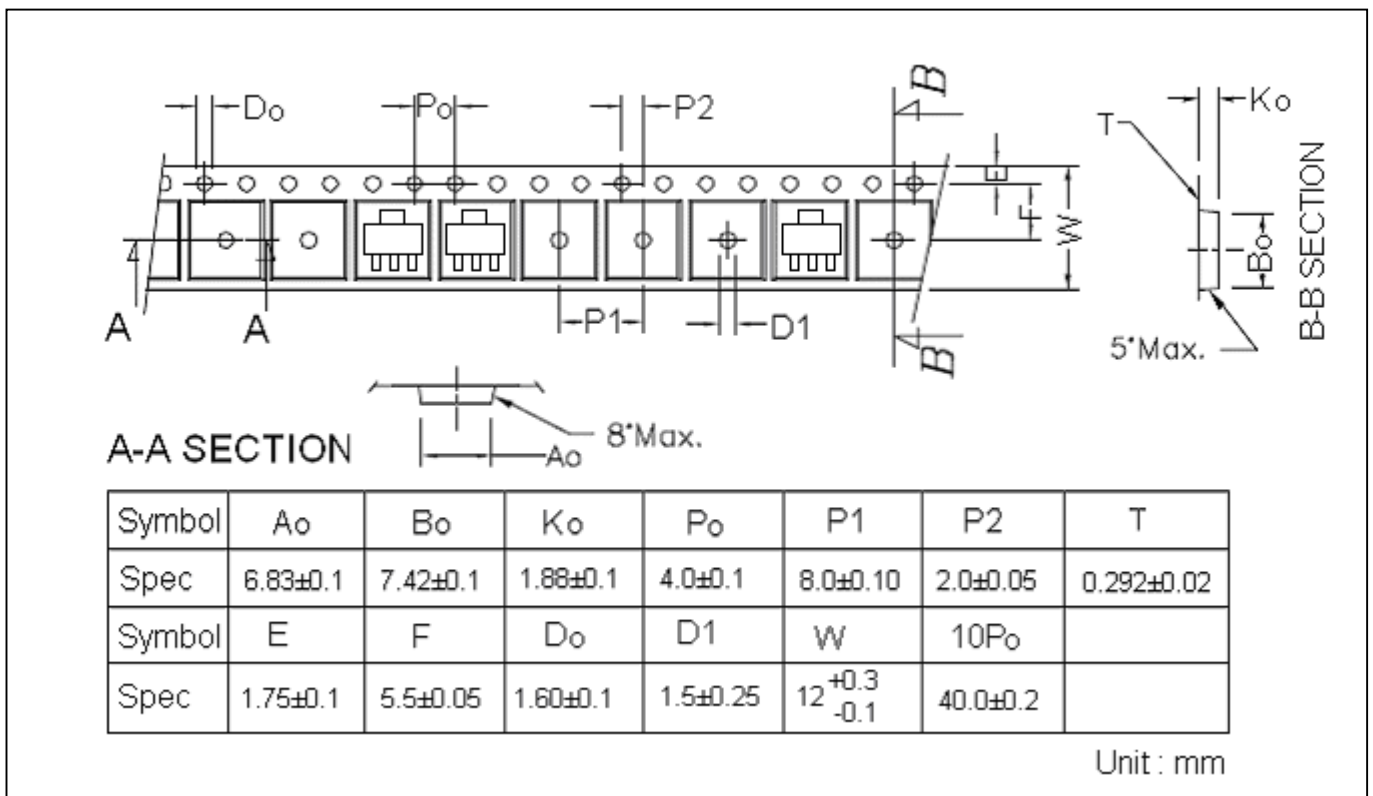 B
Do
Po
P2
Ko
T
E
F
W
Bo
B-B SECTION
A
A
P1
D1
B
5°Max.
8°Max.
A-A SECTION
Ao
Symbol Ao Bo Ko Po P1 P2 T
Spec 6.83±0.1 7.42±0.1 1.88±0.1 4.0±0.1 8.0±0.10 2.0±0.05 0.292±0.02
Symbol E F Do D1 W 10Po
Spec 1.75±0.1 5.5±0.05 1.60±0.1 1.5±0.25 12 +0.3 -0.1 40.0±0.2
Unit : mm